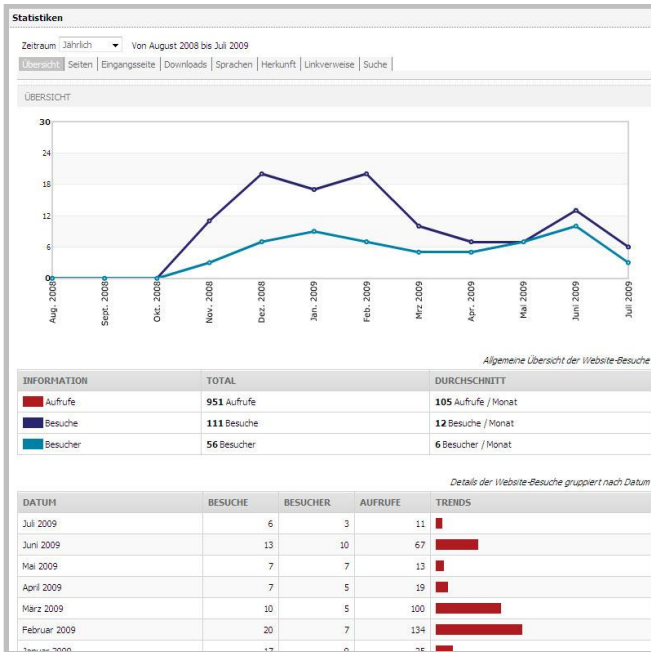 Statistiken
Zeitraum Jährlich Von August 2008 bis Juli 2009
Übersicht Seiten Eingangsseite Downloads Sprachen Herkunft Linkverweise Suche
ÜBERSICHT
30
24
18
12
6
0
Aug. 2008 Sept. 2008 Okt. 2008 Nov. 2008 Dez. 2008 Jan. 2009 Feb. 2009 Mrz 2009 Apr. 2009 Mai 2009 Juni 2009 Juli 2009
Allgemeine Übersicht der Website-Besuche
INFORMATION TOTAL DURCHSCHNITT
Aufrufe 951 Aufrufe 105 Aufrufe / Monat
Besuche 111 Besuche 12 Besuche / Monat
Besucher 56 Besucher 6 Besucher / Monat
Details der Website-Besuche gruppiert nach Datum
DATUM BESUCHE BESUCHER AUFRUFE TRENDS
Juli 2009 6 3 11
Juni 2009 13 10 67
Mai 2009 7 7 13
April 2009 7 5 19
März 2009 10 5 100
Februar 2009 20 7 134
Januar 2009 17 9